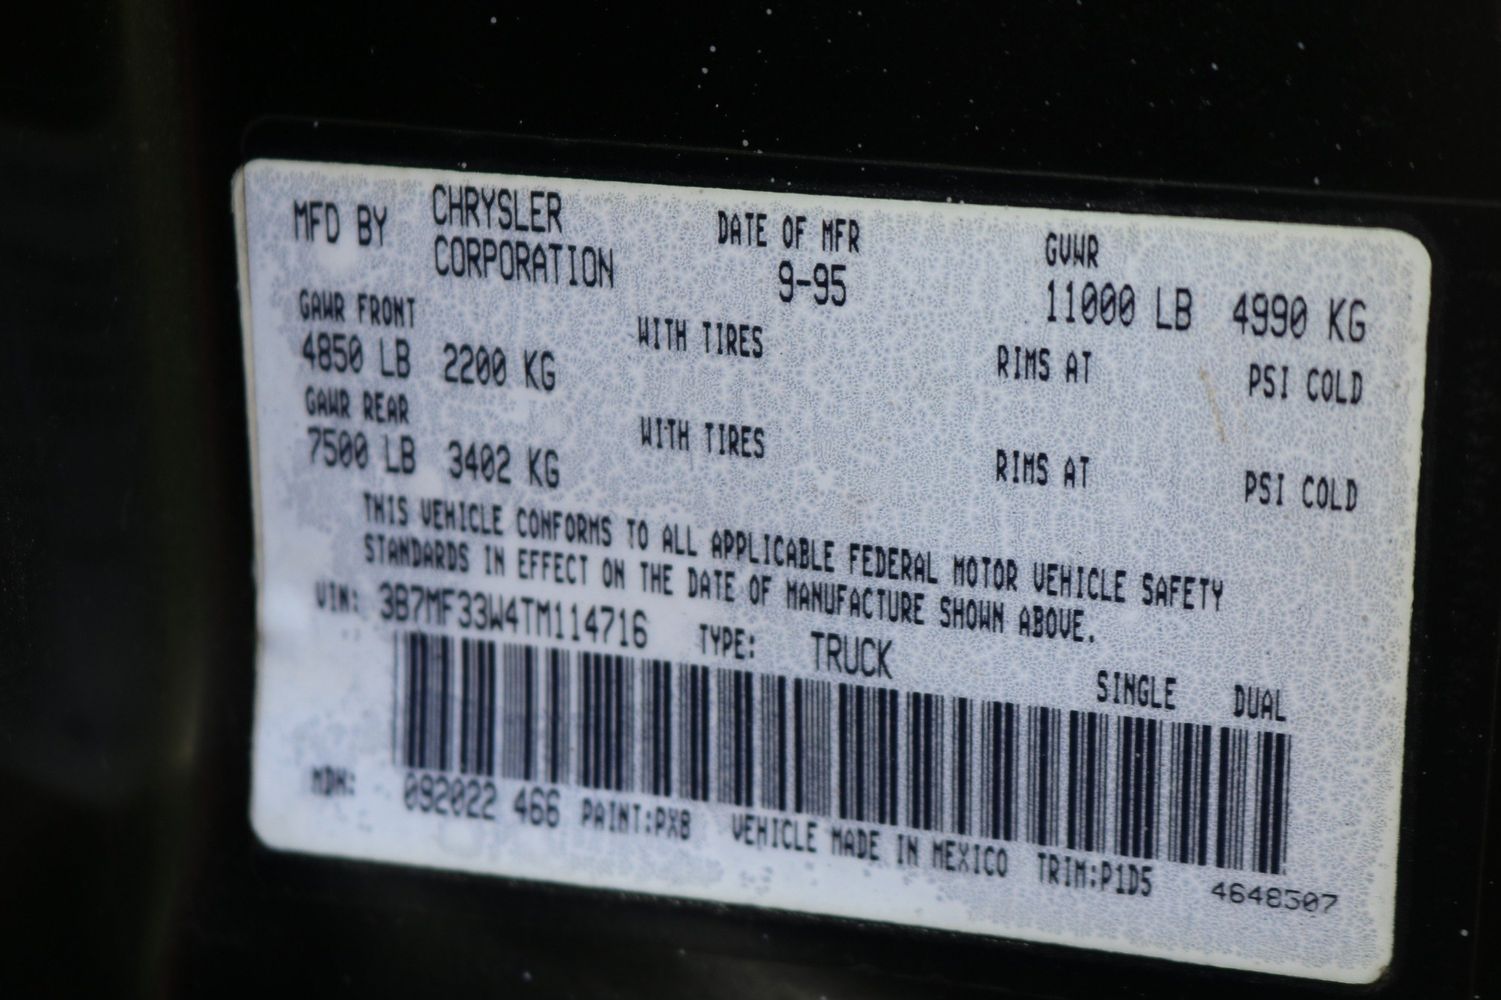 MFD BY CHRYSLER CORPORATION DATE OF MFR 9-95 GVWR 11000 LB 4990 KG
GAWR FRONT
4850 LB 2200 KG WITH TIRES RIMS AT PSI COLD
GAWR REAR
7500 LB 3402 KG WITH TIRES RIMS AT PSI COLD
THIS VEHICLE CONFORMS TO ALL APPLICABLE FEDERAL MOTOR VEHICLE SAFETY
STANDARDS IN EFFECT ON THE DATE OF MANUFACTURE SHOWN ABOVE.
VIN: 3B7MF33W4TM114716 TYPE: TRUCK SINGLE DUAL
MDH: 092022 466 PAINT:PX8 VEHICLE MADE IN MEXICO TRIM:P1D5 4648507